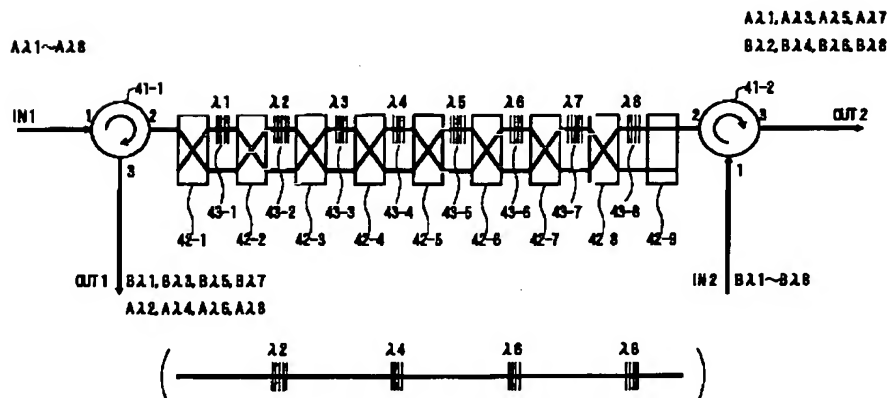 Aλ1, Aλ3, Aλ5, Aλ7
Bλ2, Bλ4, Bλ6, Bλ8
Aλ1~Aλ8
41-1
41-2
λ1 λ2 λ3 λ4 λ5 λ6 λ7 λ8
IN1 1 2
2 3 OUT2
3
1
43-1 43-2 43-3 43-4 43-5 43-6 43-7 43-8
42-1 42-2 42-3 42-4 42-5 42-6 42-7 42-8 42-9
OUT1 Bλ1, Bλ3, Bλ5, Bλ7
Aλ2, Aλ4, Aλ6, Aλ8
IN2 Bλ1~Bλ8
λ2 λ4 λ6 λ8